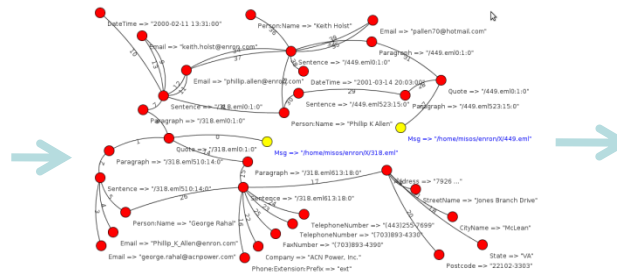 DateTime => "2000-02-11 13:31:00"
Person:Name => "Keith Holst"
Email => "pallen70@hotmail.com"
Email => "keith.holst@enron.com"
Paragraph => "/449.eml0:1:0"
Sentence => "/449.eml0:1:0"
Email => "phillip.allen@enron.com"
DateTime => "2001-03-14 20:03:00"
Quote => "/449.eml0:1:0"
Sentence => "/318.eml0:1:0"
Sentence => "/449.eml523:15:0"
Paragraph => "/449.eml523:15:0"
Paragraph => "/318.eml0:1:0"
Person:Name => "Phillip K Allen"
Quote => "/318.eml0:1:0"
Msg => "/home/misos/enron/X/449.eml"
Msg => "/home/misos/enron/X/318.eml"
Paragraph => "/318.eml510:14:0"
Paragraph => "/318.eml613:18:0"
Sentence => "/318.eml510:14:0"
Sentence => "/318.eml613:18:0"
Address => "7926 ..."
StreetName => "Jones Branch Drive"
PersonName => "George Rahal"
TelephoneNumber => "(443)255-7699"
CityName => "McLean"
TelephoneNumber => "(703)893-4330"
Email => "Phillip_K_Allen@enron.com"
FaxNumber => "(703)893-4390"
State => "VA"
Email => "george.rahal@acnpower.com"
Company => "ACN Power, Inc."
Postcode => "22102-3303"
Phone:Extension:Prefix => "ext"